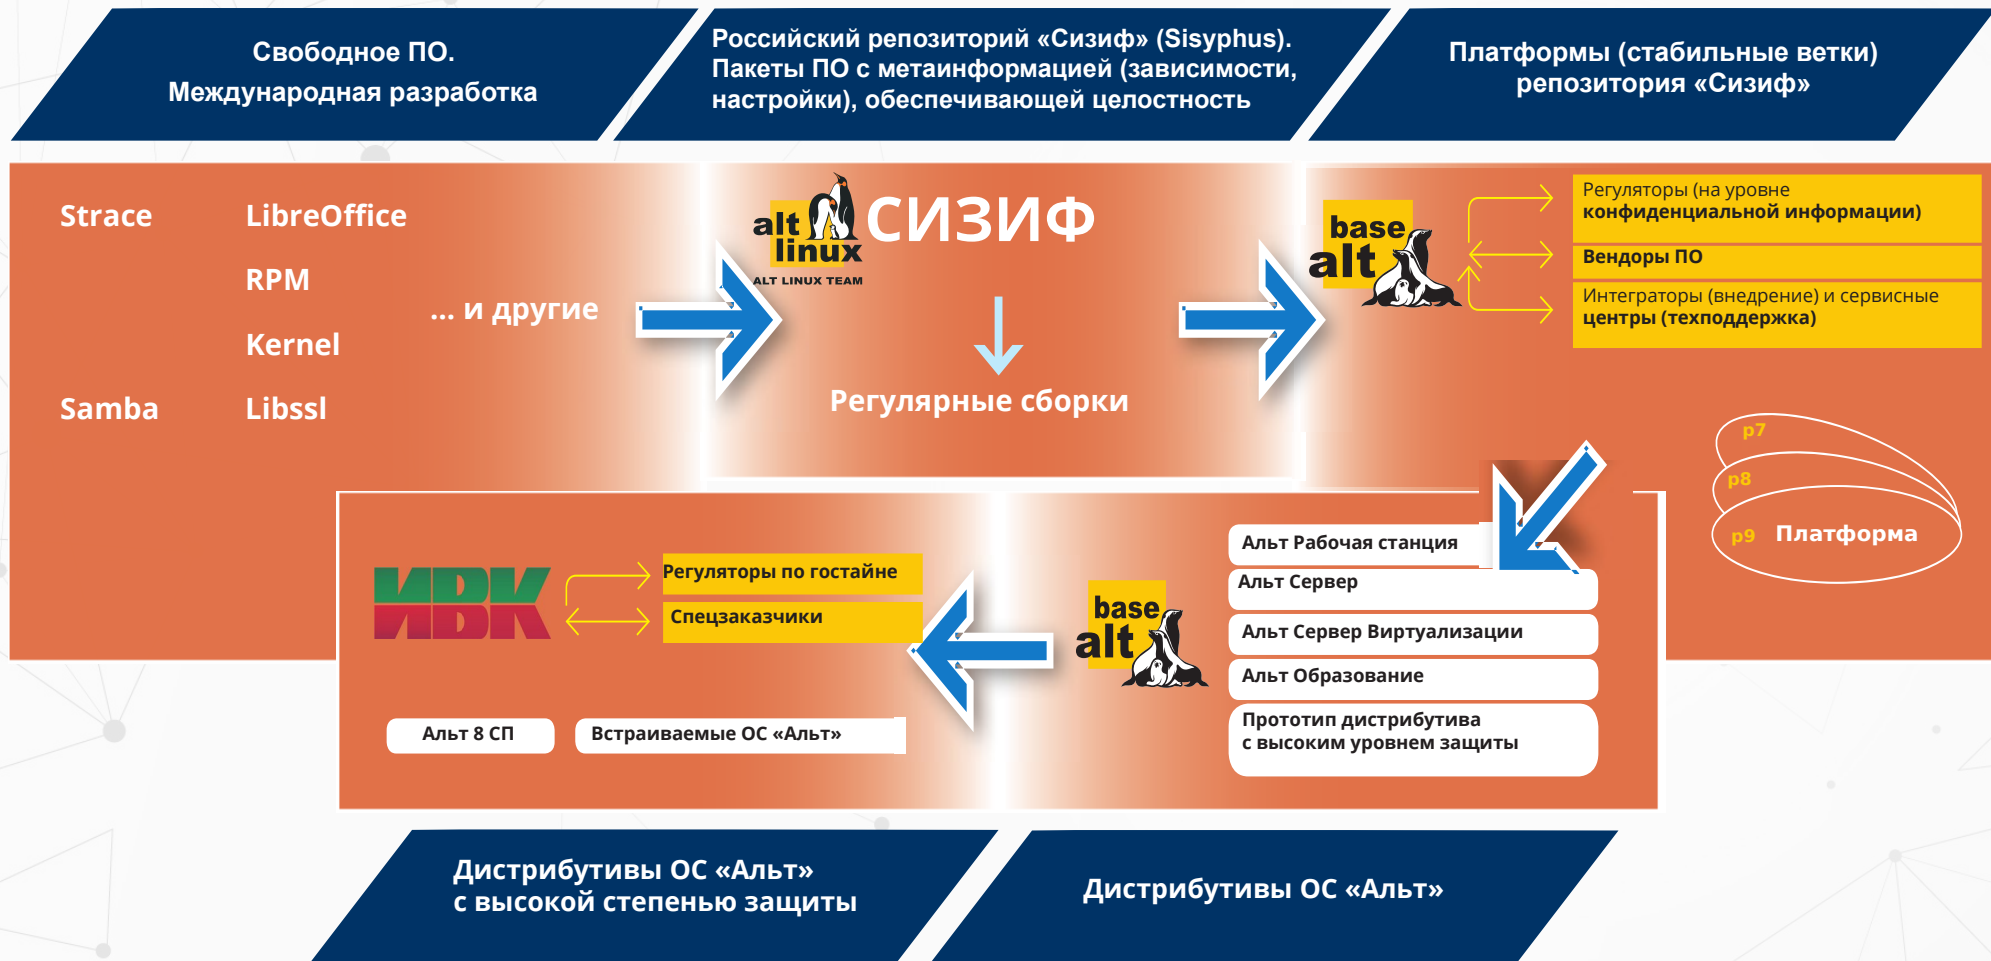 Свободное ПО.
Международная разработка
Российский репозиторий «Сизиф» (Sisyphus).
Пакеты ПО с метаинформацией (зависимости,
настройки), обеспечивающей целостность
Платформы (стабильные ветки)
репозитория «Сизиф»
Strace
LibreOffice
RPM
... и другие
Kernel
Samba
Libssl
alt
linux
ALT LINUX TEAM
СИЗИФ
Регулярные сборки
base
alt
Регуляторы (на уровне
конфиденциальной информации)
Вендоры ПО
Интеграторы (внедрение) и сервисные
центры (техподдержка)
p7
p8
p9 Платформа
ИВК
Регуляторы по гостайне
Спецзаказчики
Альт 8 СП
Встраиваемые ОС «Альт»
base
alt
Альт Рабочая станция
Альт Сервер
Альт Сервер Виртуализации
Альт Образование
Прототип дистрибутива
с высоким уровнем защиты
Дистрибутивы ОС «Альт»
с высокой степенью защиты
Дистрибутивы ОС «Альт»